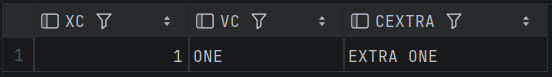 XC VC CEXTRA
1 1 ONE EXTRA ONE